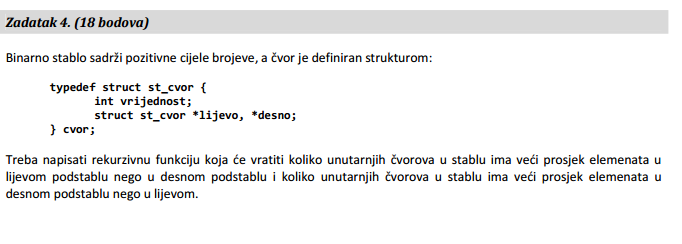 Zadatak 4. (18 bodova)
Binarno stablo sadrži pozitivne cijele brojeve, a čvor je definiran strukturom:
typedef struct st_cvor {
int vrijednost;
struct st_cvor *lijevo, *desno;
} cvor;
Treba napisati rekurzivnu funkciju koja će vratiti koliko unutarnjih čvorova u stablu ima veći prosjek elemenata u
lijevom podstablu nego u desnom podstablu i koliko unutarnjih čvorova u stablu ima veći prosjek elemenata u
desnom podstablu nego u lijevom.